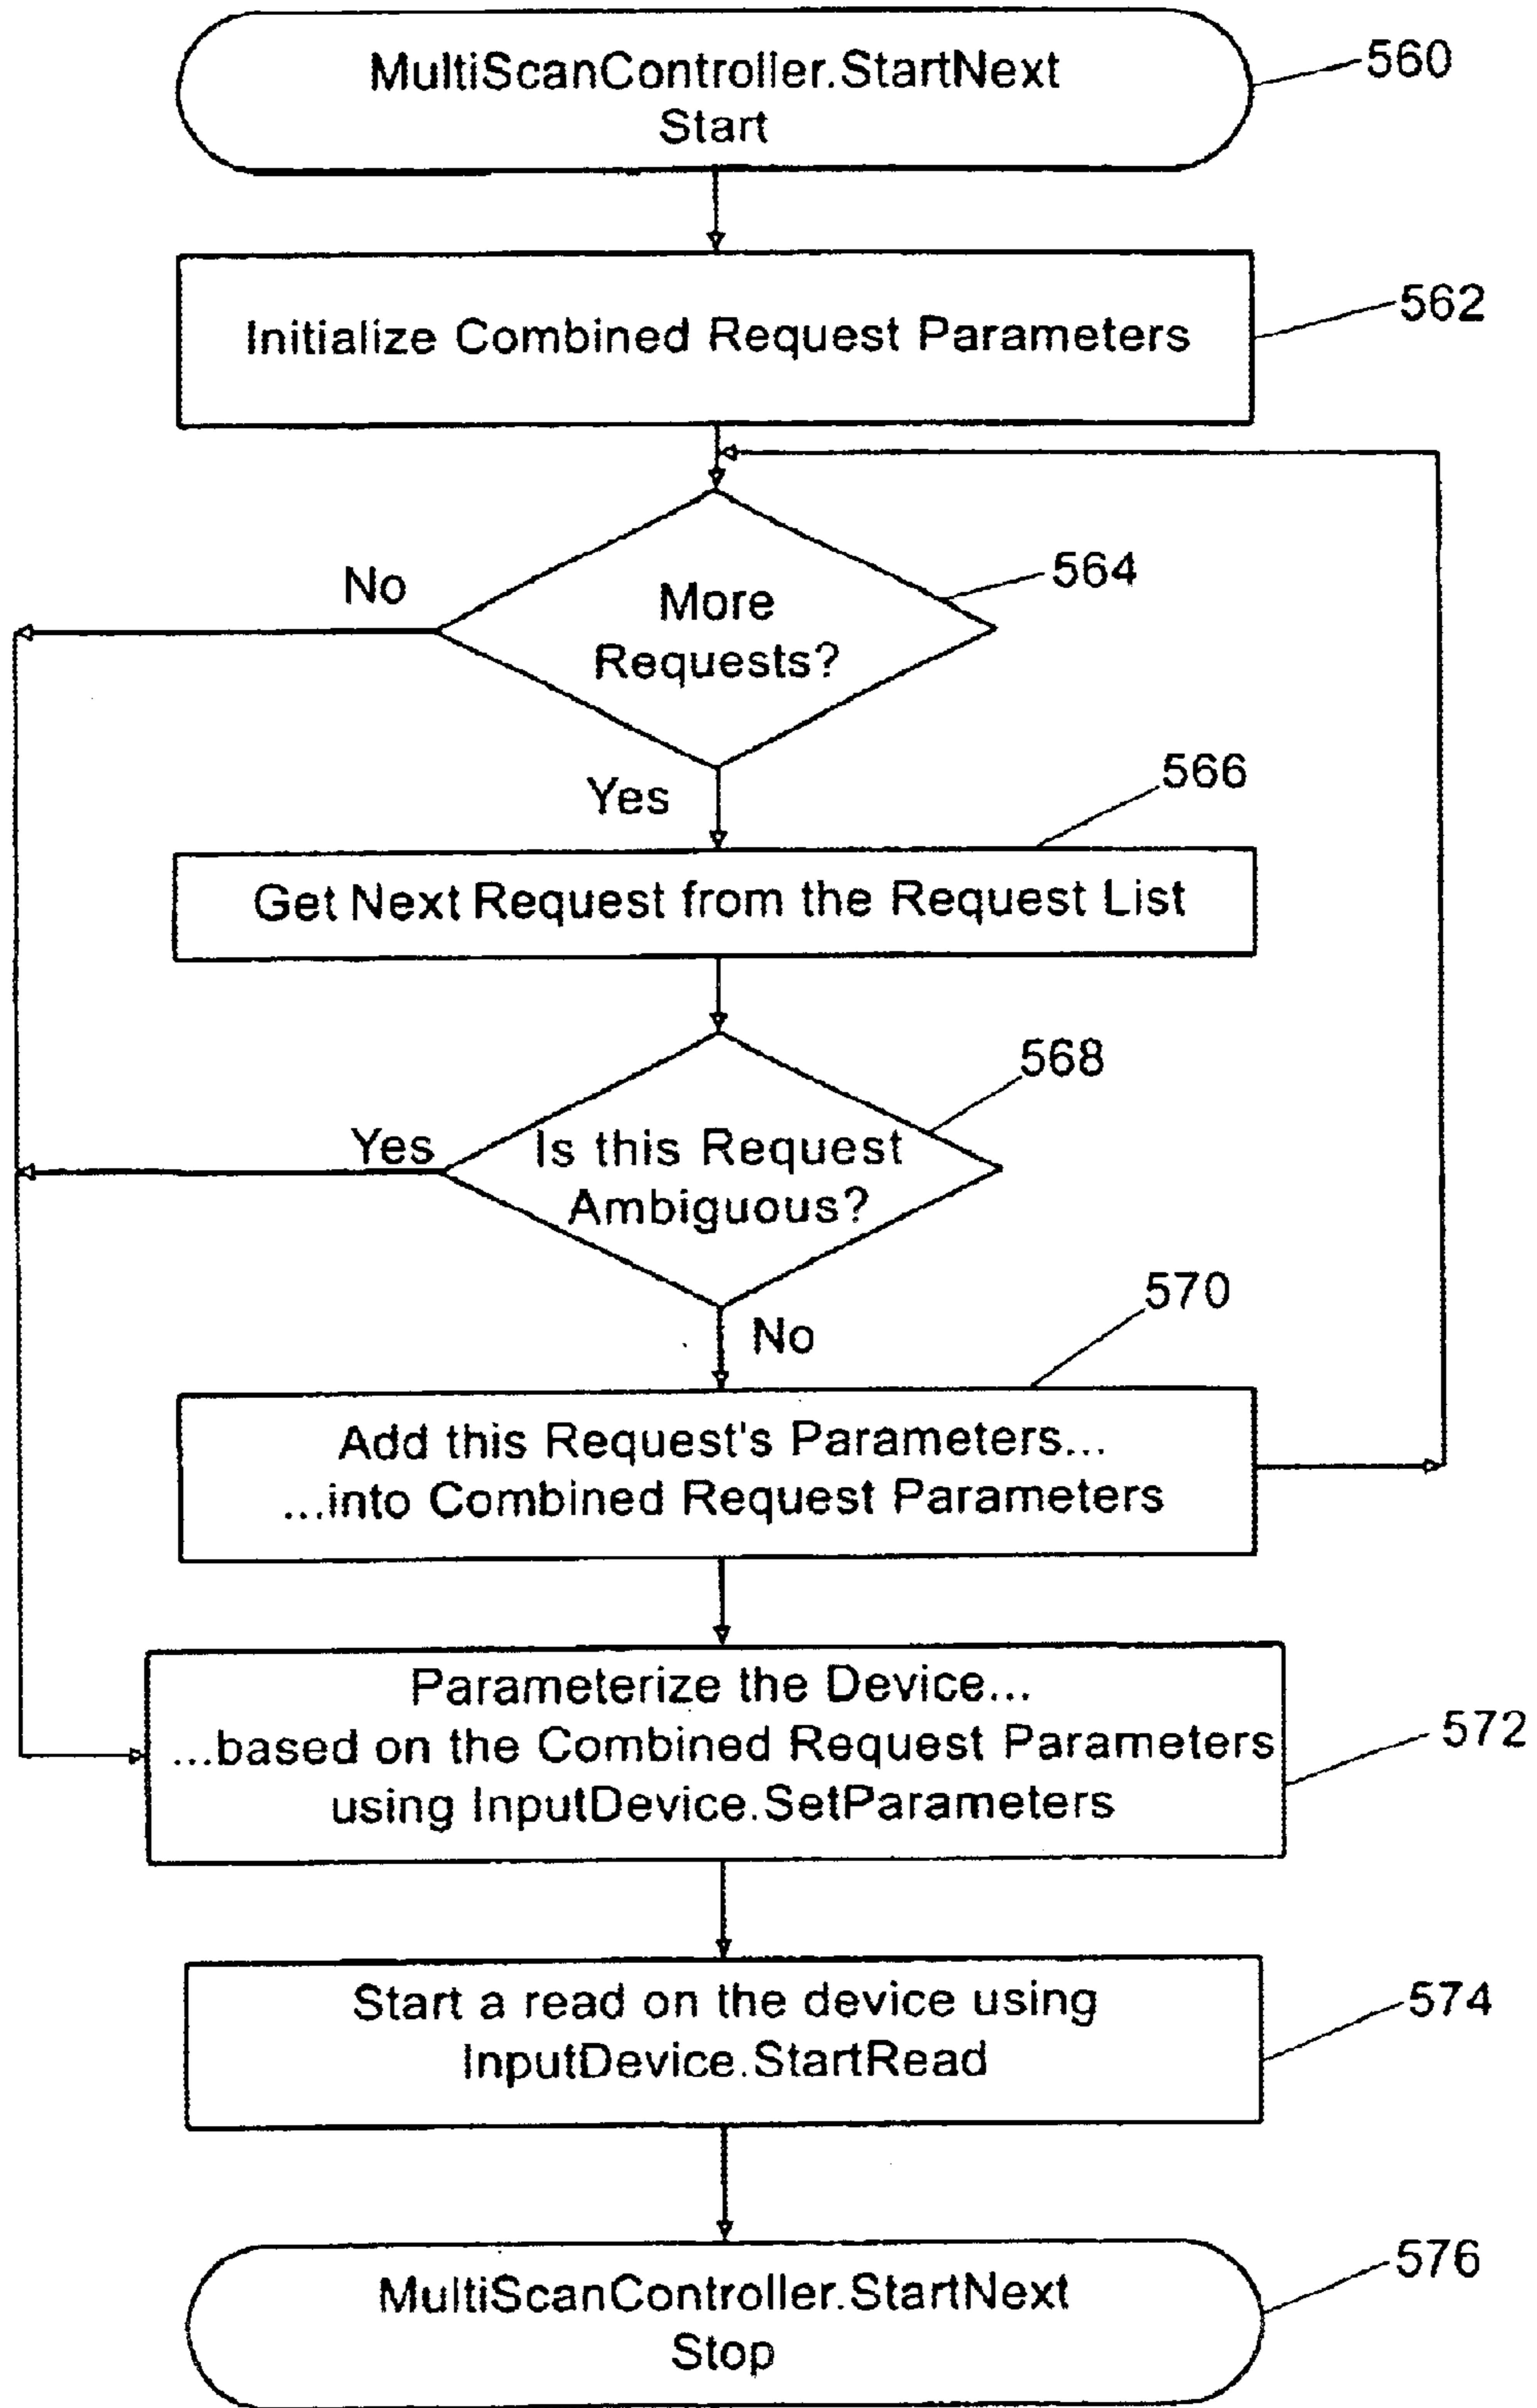 MultiScanController.StartNext
Start
560
Initialize Combined Request Parameters
562
No
More
Requests?
564
Yes
566
Get Next Request from the Request List
568
Yes
Is this Request
Ambiguous?
570
No
Add this Request's Parameters...
...into Combined Request Parameters
Parameterize the Device...
...based on the Combined Request Parameters
using InputDevice.SetParameters
572
Start a read on the device using
InputDevice.StartRead
574
MultiScanController.StartNext
Stop
576